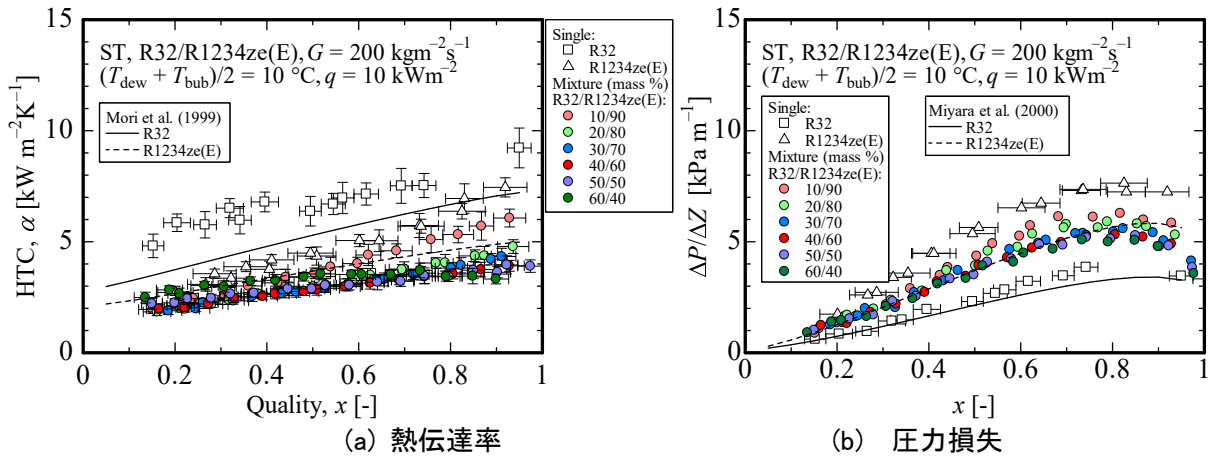 15
10
5
0
HTC, α [kW m−2K−1]
ST, R32/R1234ze(E), G = 200 kgm−2s−1
(Tdew + Tbub)/2 = 10 °C, q = 10 kWm−2
Mori et al. (1999)
R32
R1234ze(E)
0 0.2 0.4 0.6 0.8 1
Quality, x [-]
Single:
R32
R1234ze(E)
Mixture (mass %)
R32/R1234ze(E):
10/90
20/80
30/70
40/60
50/50
60/40
(a) 熱伝達率
15
10
5
0
ΔP/ΔZ [kPa m−1]
ST, R32/R1234ze(E), G = 200 kgm−2s−1
(Tdew + Tbub)/2 = 10 °C, q = 10 kWm−2
Single:
R32
R1234ze(E)
Mixture (mass %)
R32/R1234ze(E):
10/90
20/80
30/70
40/60
50/50
60/40
Miyara et al. (2000)
R32
R1234ze(E)
0 0.2 0.4 0.6 0.8 1
x [-]
(b) 圧力損失